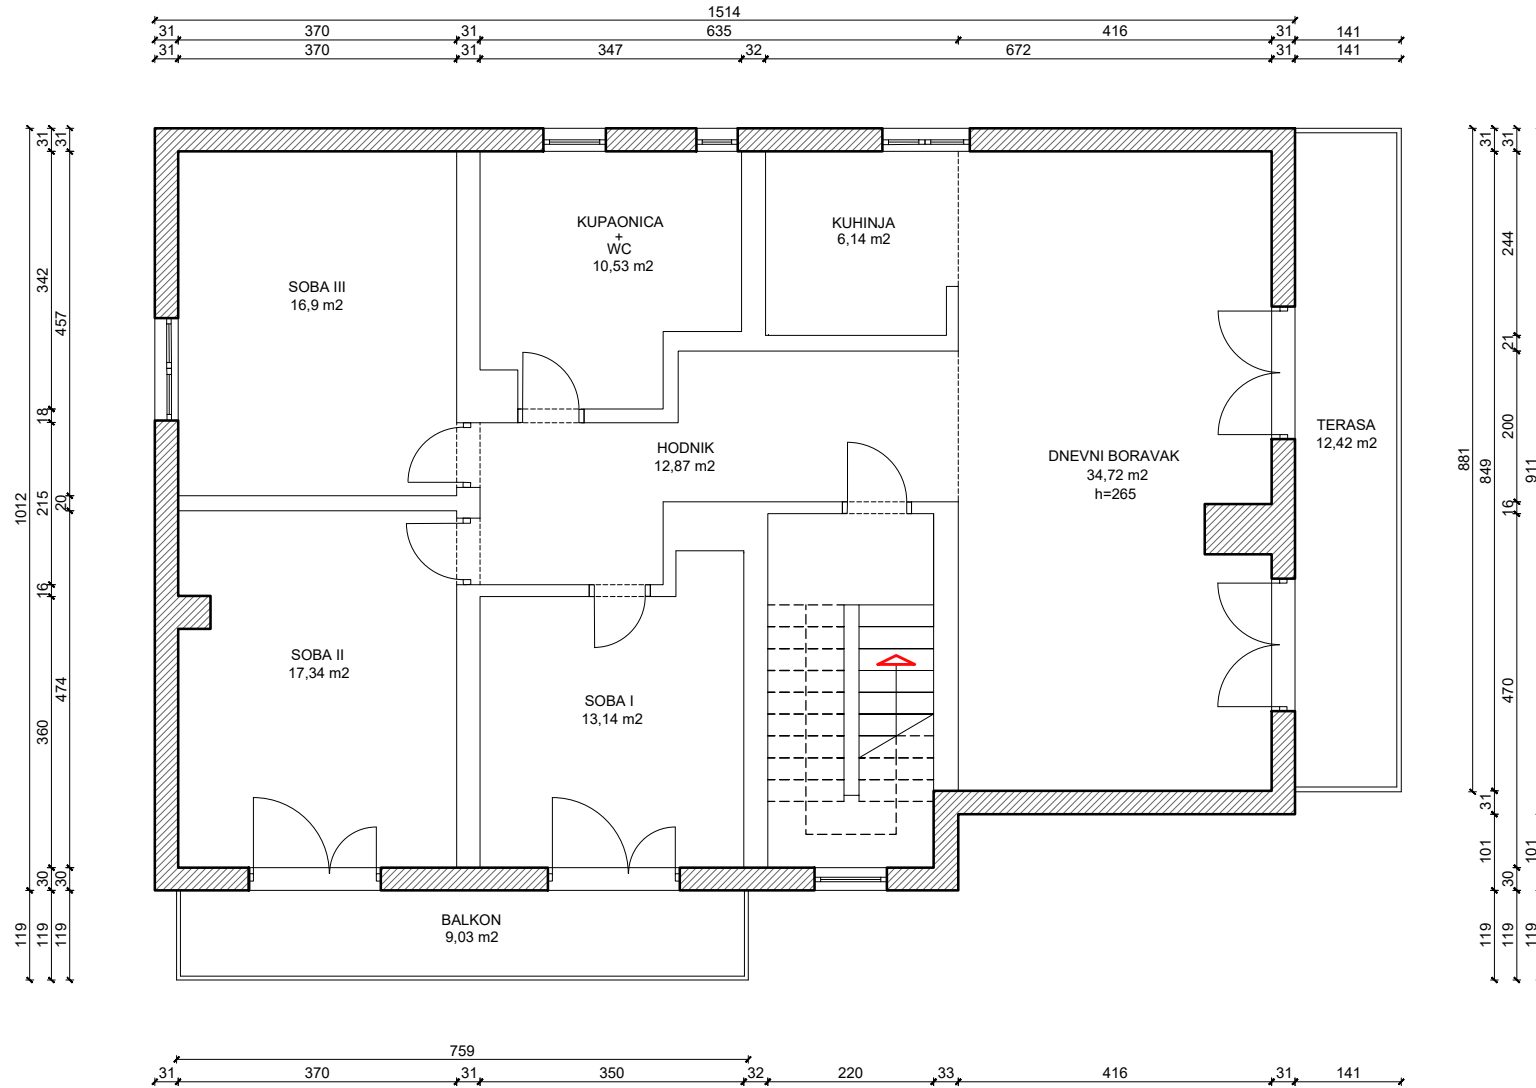 1514
31 370 31 635 416 31 141
31 370 31 347 32 672 31 141
1012 119
31 342 18 215 16 360 30 119
31 457 20 474 30 119
KUPAONICA
+
WC
10,53 m2
KUHINJA
6,14 m2
SOBA III
16,9 m2
HODNIK
12,87 m2
DNEVNI BORAVAK
34,72 m2
h=265
TERASA
12,42 m2
SOBA II
17,34 m2
SOBA I
13,14 m2
BALKON
9,03 m2
881
31 849 31 101 119
31 244 21 200 16 470 30 119
911 101 119
759
31 370 31 350 32 220 33 416 31 141